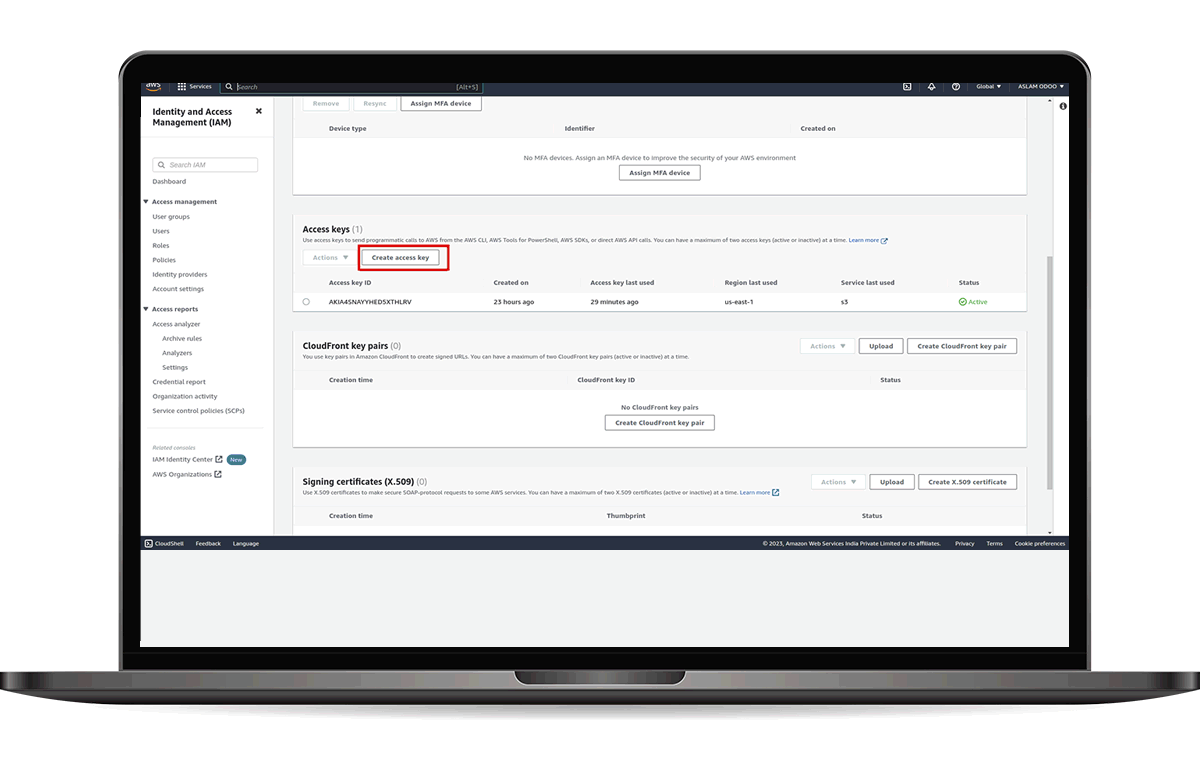 aws
Services
Search
[Alt+S]
Global
ASLAM ODOO
Identity and Access
Management (IAM)
Search IAM
Dashboard
Access management
User groups
Users
Roles
Policies
Identity providers
Account settings
Access reports
Access analyzer
Archive rules
Analyzers
Settings
Credential report
Organization activity
Service control policies (SCPs)
Related consoles
IAM Identity Center New
AWS Organizations
Remove Resync Assign MFA device
Device type Identifier Created on
No MFA devices. Assign an MFA device to improve the security of your AWS environment
Assign MFA device
Access keys (1)
Use access keys to send programmatic calls to AWS from the AWS CLI, AWS Tools for PowerShell, AWS SDKs, or direct AWS API calls. You can have a maximum of two access keys (active or inactive) at a time. Learn more
Actions Create access key
Access key ID Created on Access key last used Region last used Service last used Status
AKIA4SNAYYHED5XTHLRV 23 hours ago 29 minutes ago us-east-1 s3 Active
CloudFront key pairs (0)
Actions Upload Create CloudFront key pair
You use key pairs in Amazon CloudFront to create signed URLs. You can have a maximum of two CloudFront key pairs (active or inactive) at a time.
Creation time CloudFront key ID Status
No CloudFront key pairs
Create CloudFront key pair
Signing certificates (X.509) (0)
Actions Upload Create X.509 certificate
Use X.509 certificates to make secure SOAP-protocol requests to some AWS services. You can have a maximum of two X.509 certificates (active or inactive) at a time. Learn more
Creation time Thumbprint Status
CloudShell Feedback Language
© 2023, Amazon Web Services India Private Limited or its affiliates. Privacy Terms Cookie preferences